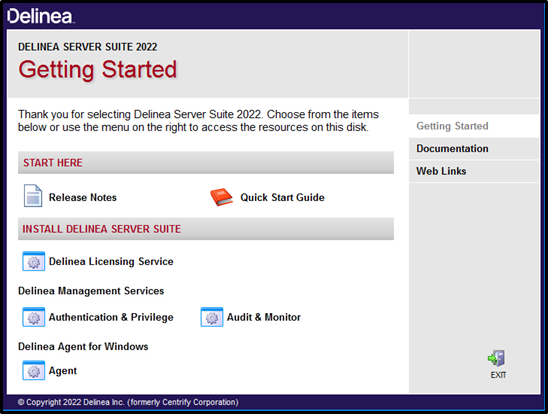 Delinea
DELINEA SERVER SUITE 2022
Getting Started
Thank you for selecting Delinea Server Suite 2022. Choose from the items
below or use the menu on the right to access the resources on this disk.
START HERE
Release Notes
Quick Start Guide
INSTALL DELINEA SERVER SUITE
Delinea Licensing Service
Delinea Management Services
Authentication & Privilege
Audit & Monitor
Delinea Agent for Windows
Agent
Getting Started
Documentation
Web Links
EXIT
© Copyright 2022 Delinea Inc. (formerly Centrify Corporation)